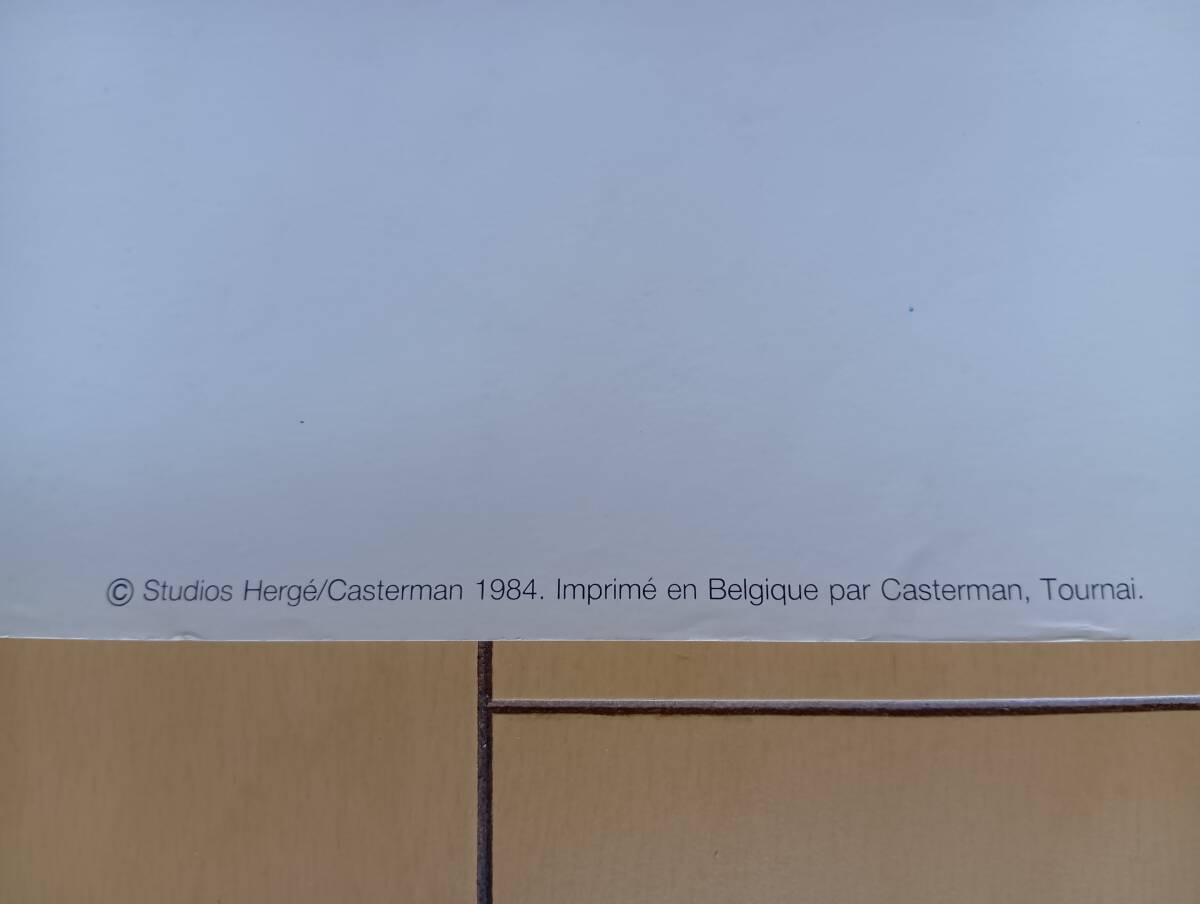 © Studios Hergé/Casterman 1984. Imprimé en Belgique par Casterman, Tournai.